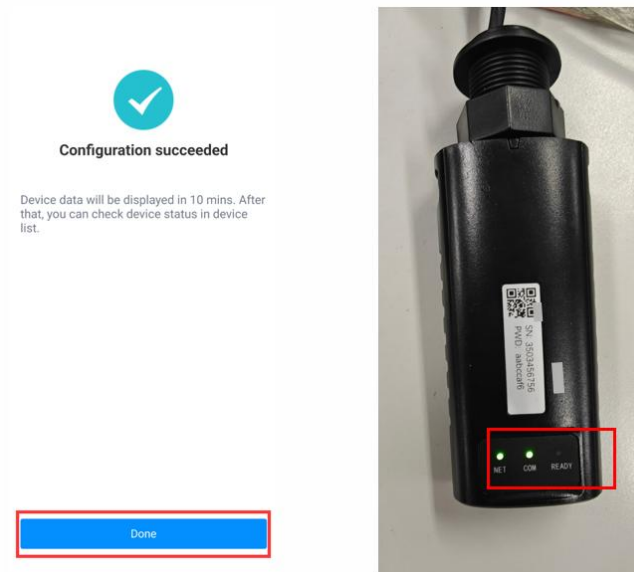 Configuration succeeded
Device data will be displayed in 10 mins. After
that, you can check device status in device
list.
Done
SN: 3503456756
PWD: aabccaf6
NET COM READY